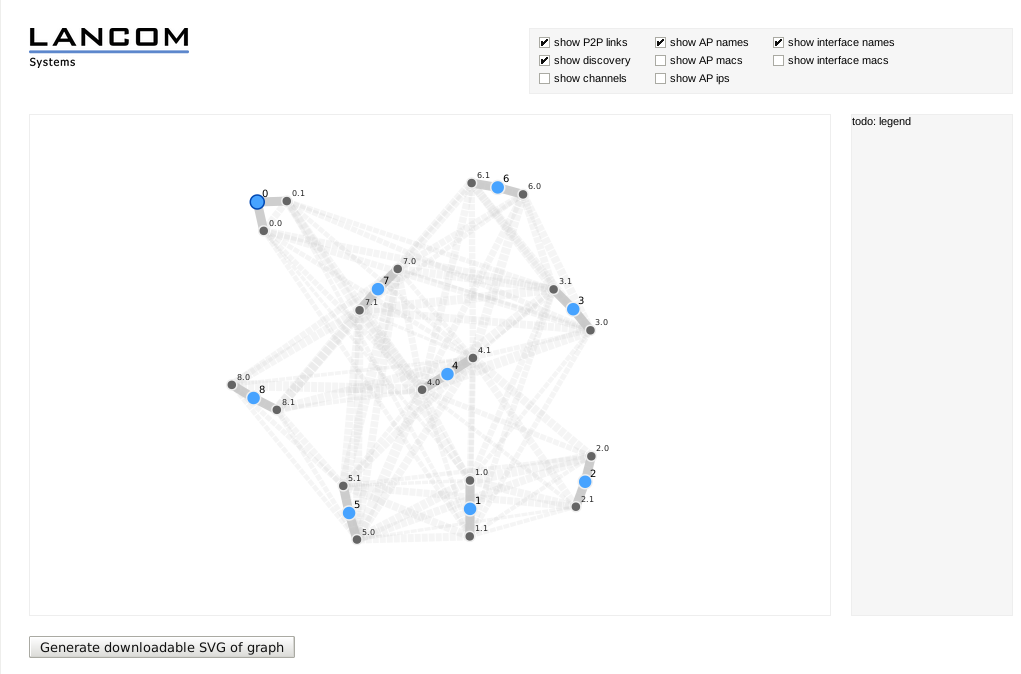 LANCOM
Systems
show P2P links
show AP names
show interface names
show discovery
show AP macs
show interface macs
show channels
show AP ips
todo: legend
6.1
6
6.0
0
0.1
0.0
7.0
7
7.1
3.1
3
3.0
4.1
4
4.0
8.0
8
8.1
2.0
2
2.1
5.1
5
5.0
1.0
1
1.1
Generate downloadable SVG of graph